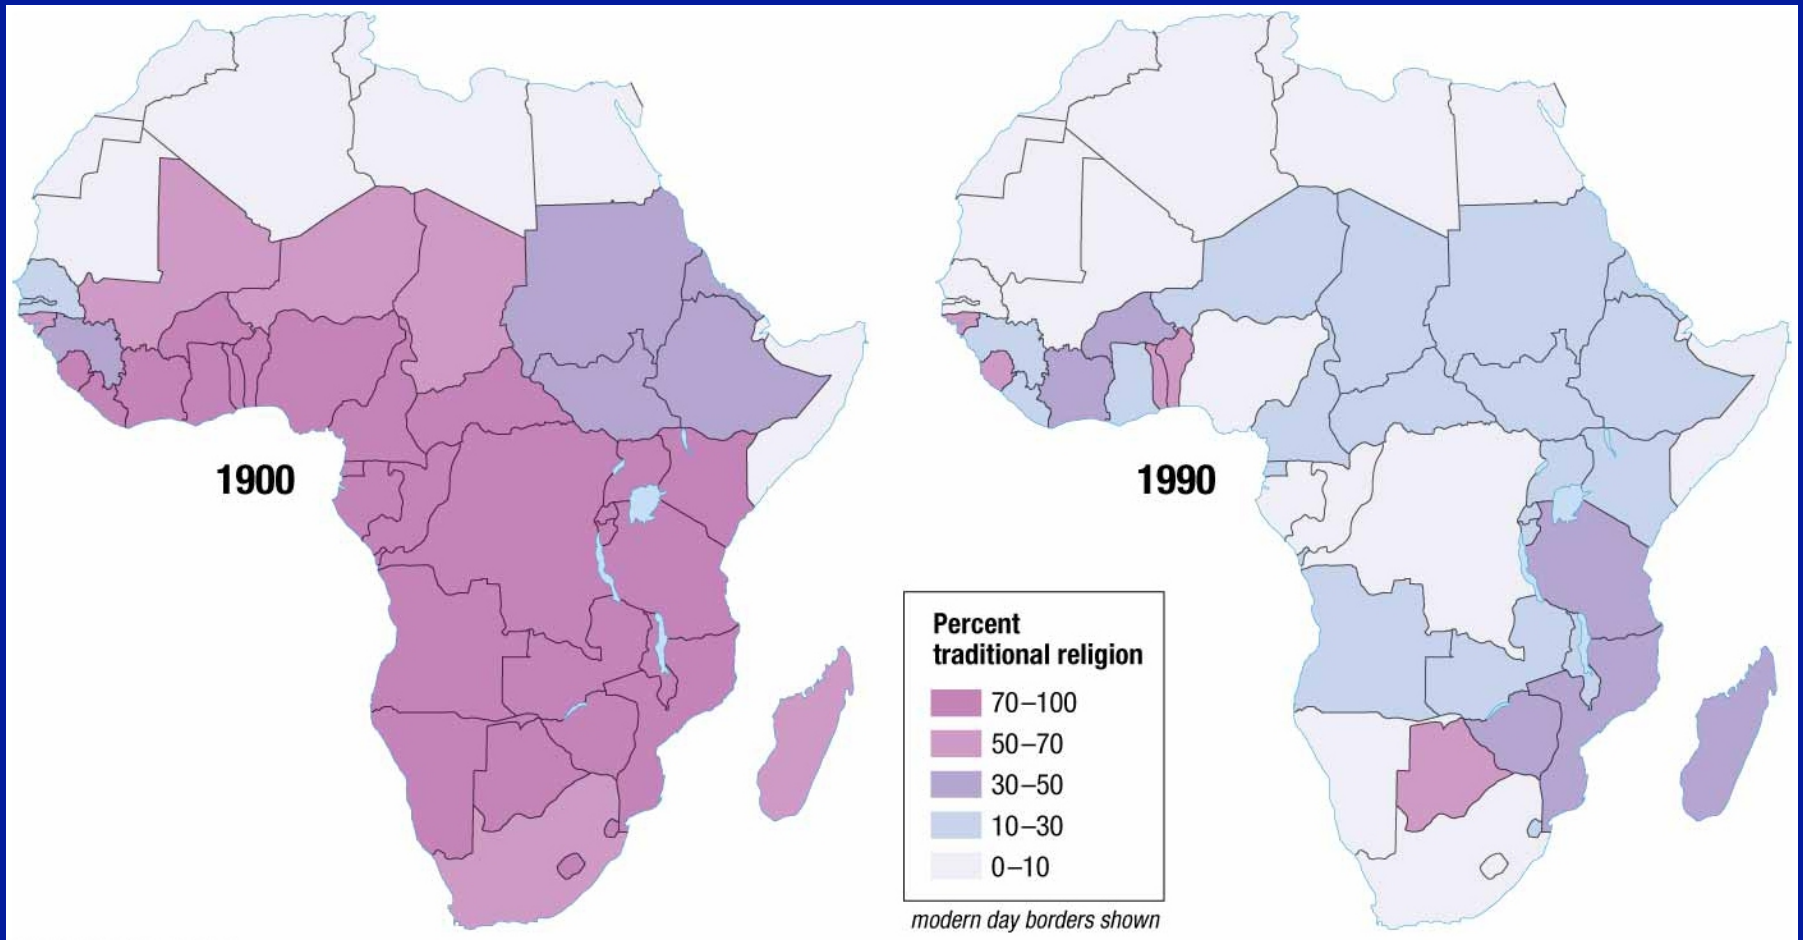 1900
1990
Percent
traditional religion
70–100
50–70
30–50
10–30
0–10
modern day borders shown